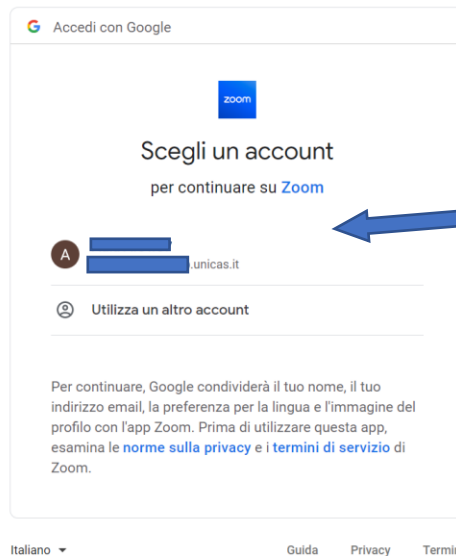 Accedi con Google
zoom
Scegli un account
per continuare su Zoom
A
.unicas.it
Utilizza un altro account
Per continuare, Google condividerà il tuo nome, il tuo
indirizzo email, la preferenza per la lingua e l'immagine del
profilo con l'app Zoom. Prima di utilizzare questa app,
esamina le norme sulla privacy e i termini di servizio di
Zoom.
Italiano Guida Privacy